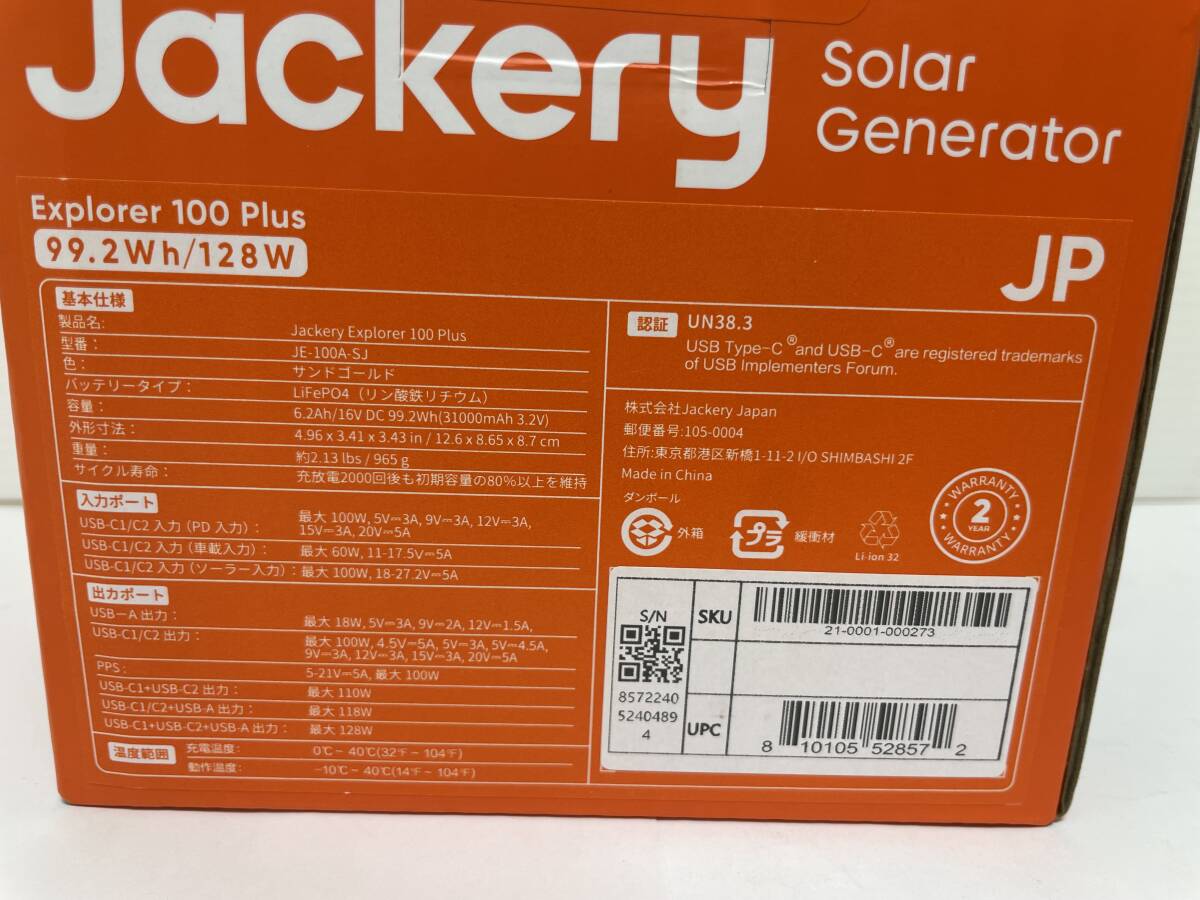 Jackery
Solar
Generator
Explorer 100 Plus
99.2Wh/128W
JP
基本仕様
製品名: Jackery Explorer 100 Plus
型番： JE-100A-SJ
色： サンドゴールド
バッテリータイプ： LiFePO4（リン酸鉄リチウム）
容量： 6.2Ah/16V DC 99.2Wh(31000mAh 3.2V)
外形寸法： 4.96 x 3.41 x 3.43 in / 12.6 x 8.65 x 8.7 cm
重量： 約2.13 lbs / 965 g
サイクル寿命： 充放電2000回後も初期容量の80%以上を維持
入力ポート
USB-C1/C2 入力（PD 入力）： 最大 100W, 5V⎓3A, 9V⎓3A, 12V⎓3A,
15V⎓3A, 20V⎓5A
USB-C1/C2 入力（車載入力）： 最大 60W, 11-17.5V⎓5A
USB-C1/C2 入力（ソーラー入力）：最大 100W, 18-27.2V⎓5A
出力ポート
USB-A 出力： 最大 18W, 5V⎓3A, 9V⎓2A, 12V⎓1.5A,
USB-C1/C2 出力： 最大 100W, 4.5V⎓5A, 5V⎓3A, 5V⎓4.5A,
9V⎓3A, 12V⎓3A, 15V⎓3A, 20V⎓5A
PPS： 5-21V⎓5A, 最大 100W
USB-C1+USB-C2 出力： 最大 110W
USB-C1/C2+USB-A 出力： 最大 118W
USB-C1+USB-C2+USB-A 出力： 最大 128W
温度範囲
充電温度: 0℃~40℃(32℉~104℉)
動作温度: -10℃~40℃(14℉~104℉)
認証 UN38.3
USB Type-C®and USB-C®are registered trademarks
of USB Implementers Forum.
株式会社Jackery Japan
郵便番号:105-0004
住所:東京都港区新橋1-11-2 I/O SHIMBASHI 2F
Made in China
ダンボール
外箱
プラ 緩衝材
Li-ion 32
WARRANTY
2
YEAR
WARRANTY
S/N
8572240
5240489
4
SKU
21-0001-000273
UPC
8 10105 52857 2